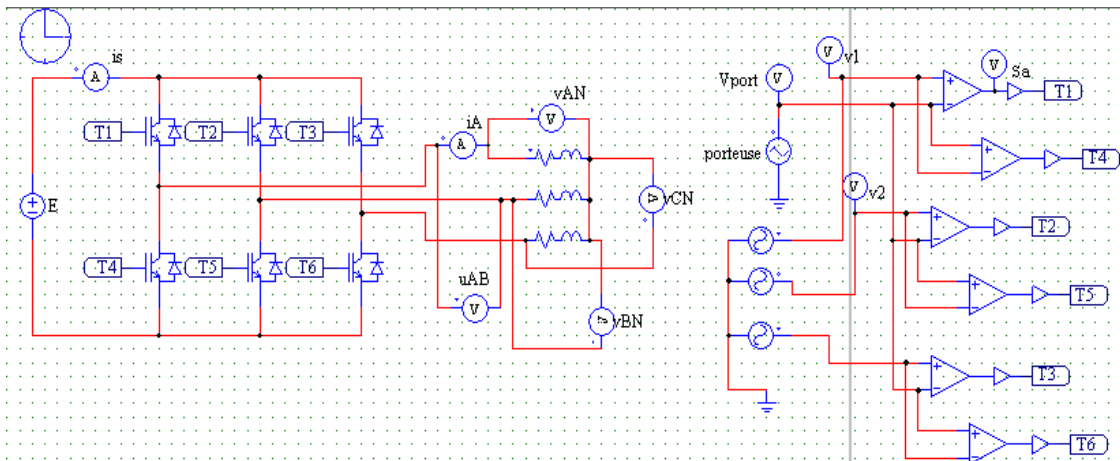 is
A
T1
T2
T3
E
T4
T5
T6
iA
A
vAN
V
V
vCN
uAB
V
V
vBN
Vport
V
porteuse
V
v1
V
v2
V
Sa
T1
T4
T2
T5
T3
T6